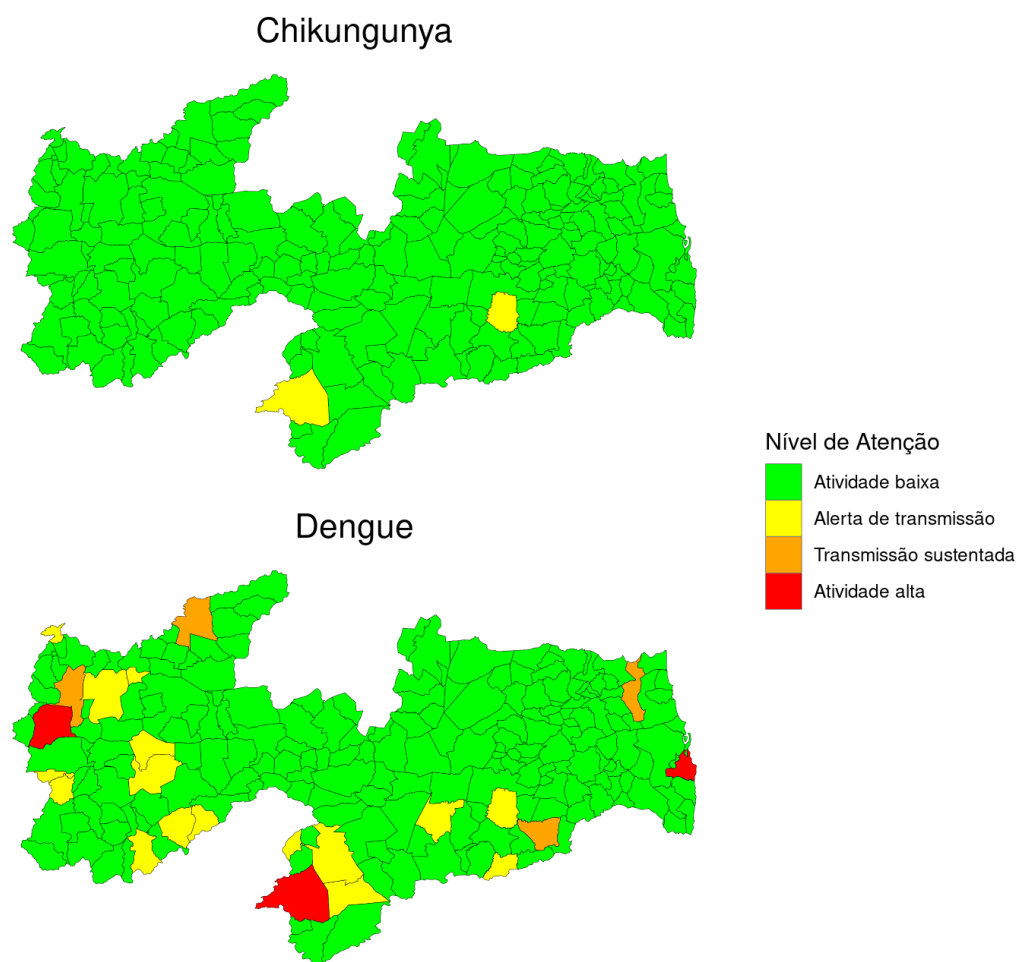 Chikungunya
Nível de Atenção
Atividade baixa
Alerta de transmissão
Transmissão sustentada
Atividade alta
Dengue